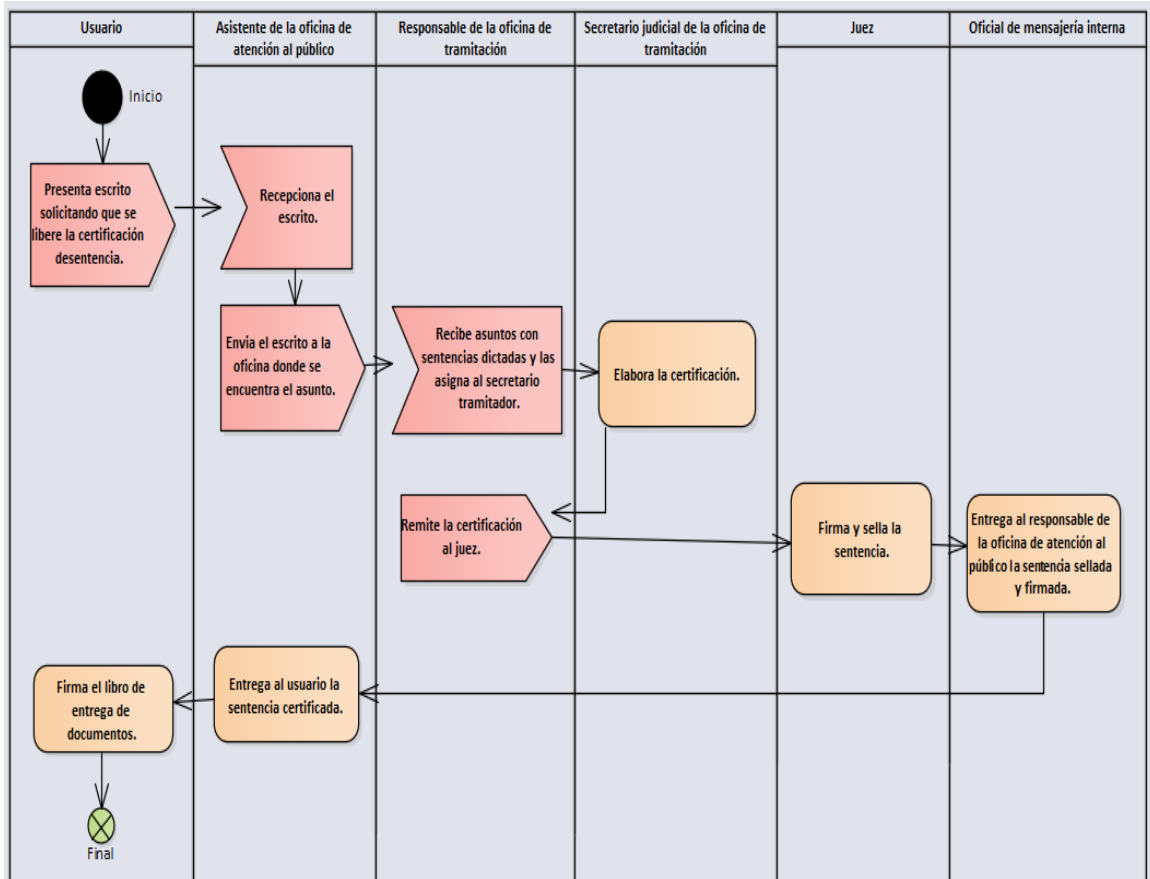 Usuario
Asistente de la oficina de
atención al público
Responsable de la oficina de
tramitación
Secretario judicial de la oficina de
tramitación
Juez
Oficial de mensajería interna
Inicio
Presenta escrito
solicitando que se
libere la certificación
desentencia.
Recepciona el
escrito.
Envia el escrito a la
oficina donde se
encuentra el asunto.
Recibe asuntos con
sentencias dictadas y las
asigna al secretario
tramitador.
Elabora la certificación.
Remite la certificación
al juez.
Firma y sella la
sentencia.
Entrega al responsable de
la oficina de atención al
público la sentencia sellada
y firmada.
Entrega al usuario la
sentencia certificada.
Firma el libro de
entrega de
documentos.
Final